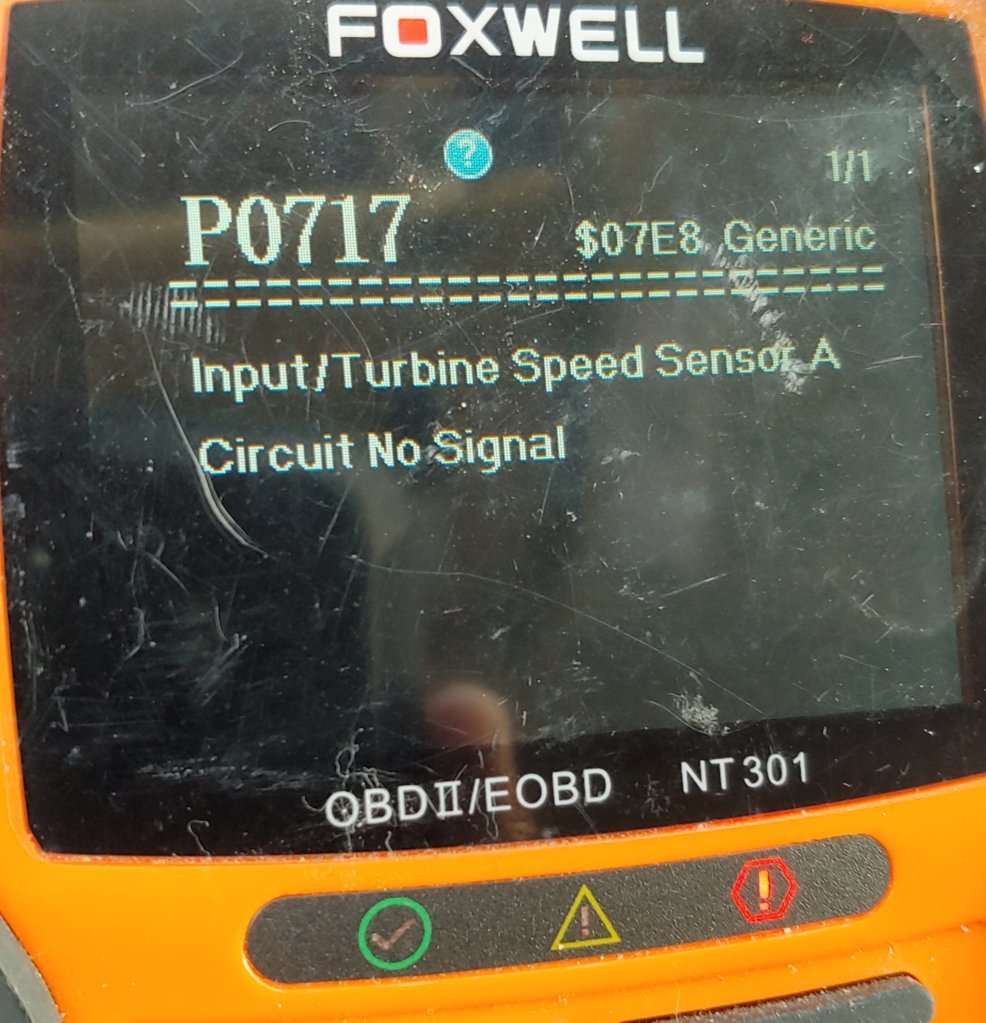 FOXWELL
?
1/1
P0717 $07E8 Generic
Input/Turbine Speed Sensor A
Circuit No Signal
OBDII/EOBD NT301